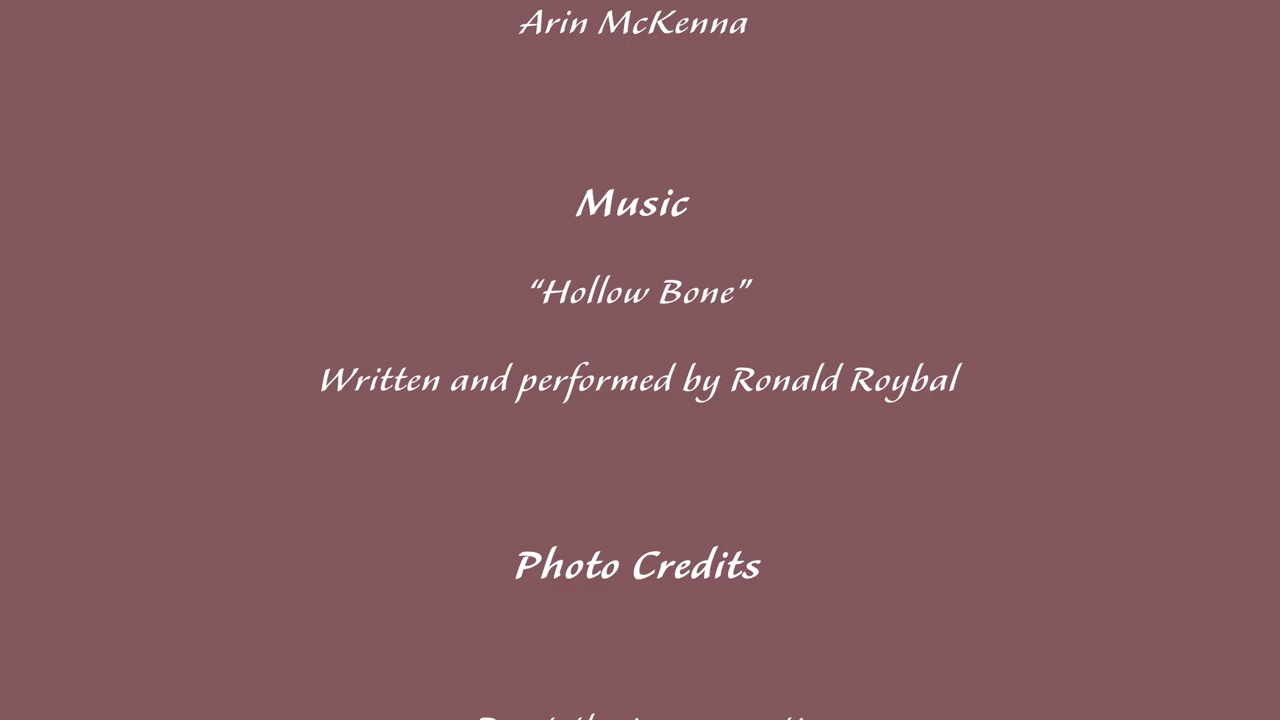 Arin McKenna
Music
“Hollow Bone”
Written and performed by Ronald Roybal
Photo Credits